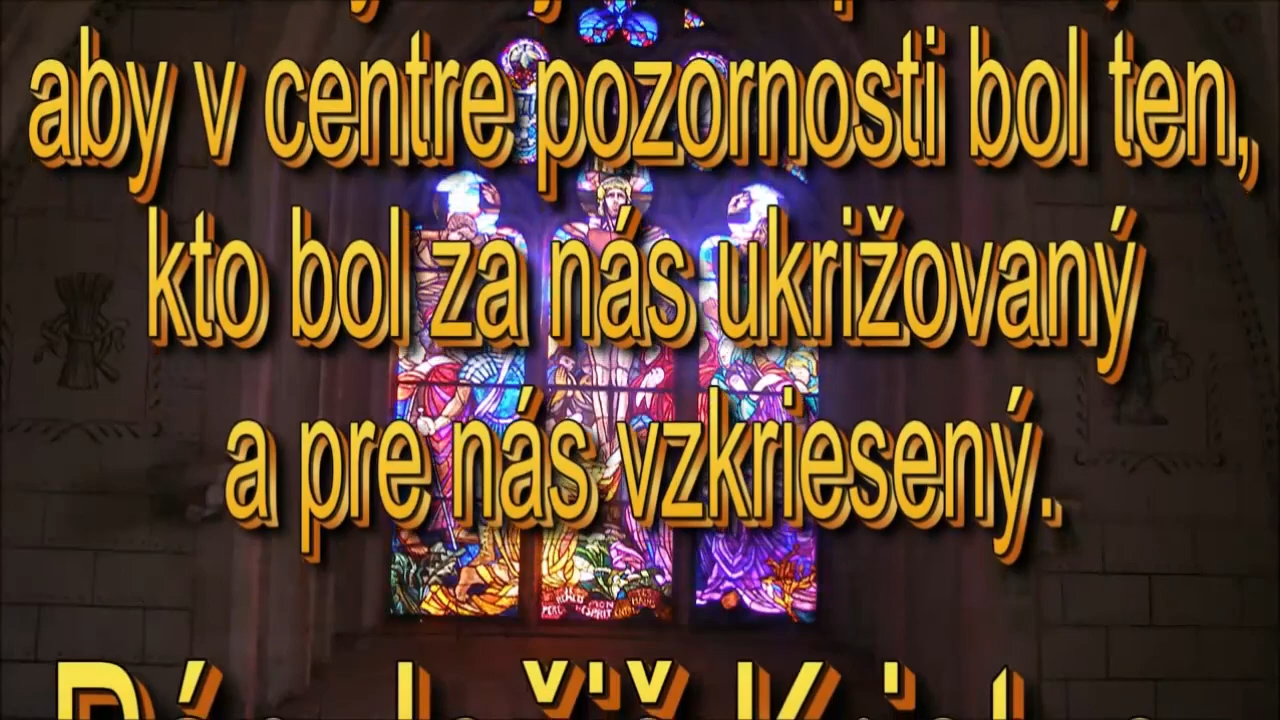 aby v centre pozornosti bol ten,
kto bol za nás ukrižovaný
a pre nás vzkriesený.